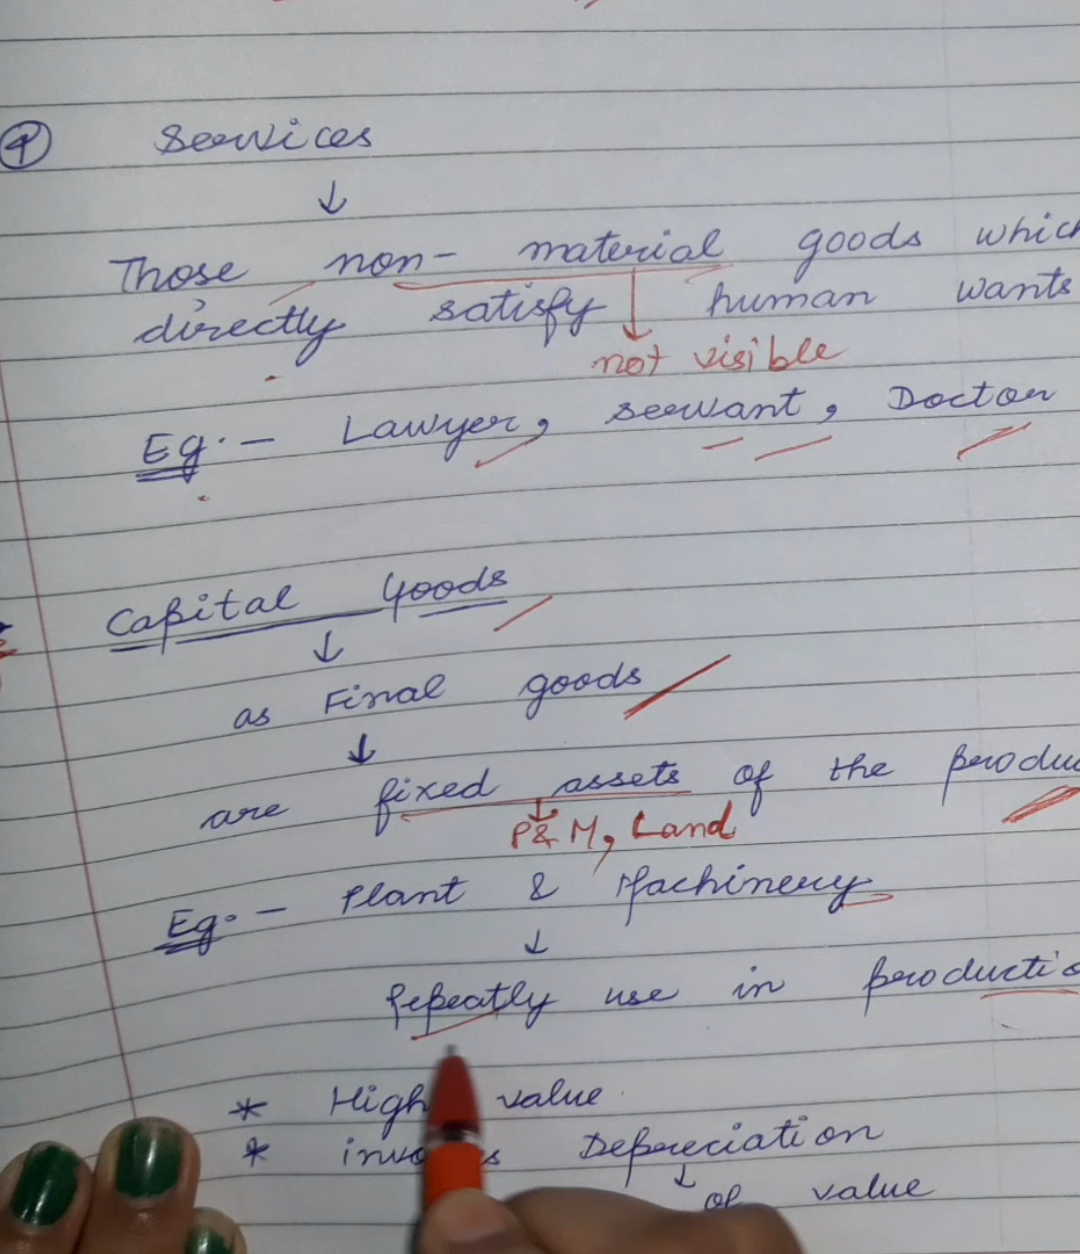 ④ Services
↓
Those non- material goods which
directly satisfy human wants
not visible
Eg:- Lawyer, servant, Doctor
Capital Goods
↓
as Final goods
↓
are fixed assets of the produ
P&M, Land
Eg:- Plant & Machinery
↓
Repeatly use in productio
* High value
* Depreciation
↓
of value